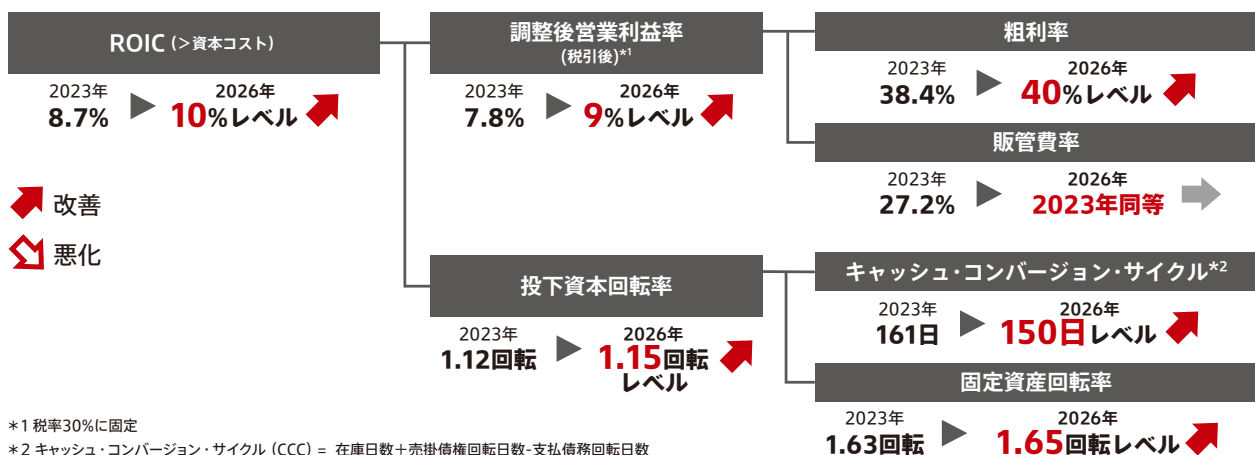 ROIC (>資本コスト)
2023年
8.7%
2026年
10%レベル
改善
悪化
調整後営業利益率
(税引後)*1
2023年
7.8%
2026年
9%レベル
粗利率
2023年
38.4%
2026年
40%レベル
販管費率
2023年
27.2%
2026年
2023年同等
投下資本回転率
2023年
1.12回転
2026年
1.15回転
レベル
キャッシュ・コンバージョン・サイクル*2
2023年
161日
2026年
150日レベル
固定資産回転率
2023年
1.63回転
2026年
1.65回転レベル
*1 税率30%に固定
*2 キャッシュ・コンバージョン・サイクル (CCC) = 在庫日数+売掛債権回転日数-支払債務回転日数